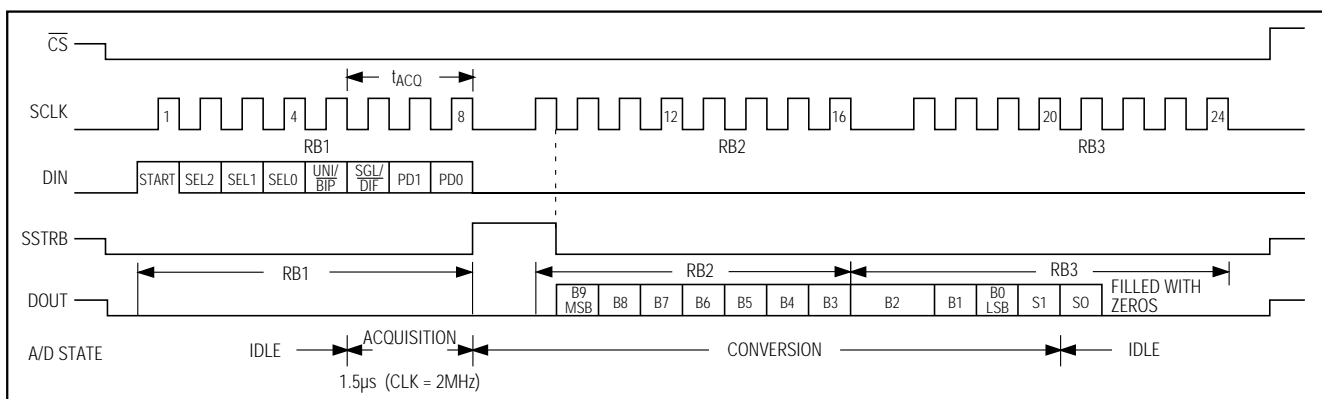 CS
tACQ
SCLK 1 4 8 12 16 20 24
RB1 RB2 RB3
DIN START SEL2 SEL1 SEL0 UNI/BIP SGL/DIF PD1 PD0
SSTRB
RB1 RB2 RB3
DOUT B9 MSB B8 B7 B6 B5 B4 B3 B2 B1 B0 LSB S1 S0 FILLED WITH ZEROS
A/D STATE IDLE ACQUISITION CONVERSION IDLE
1.5µs (CLK = 2MHz)